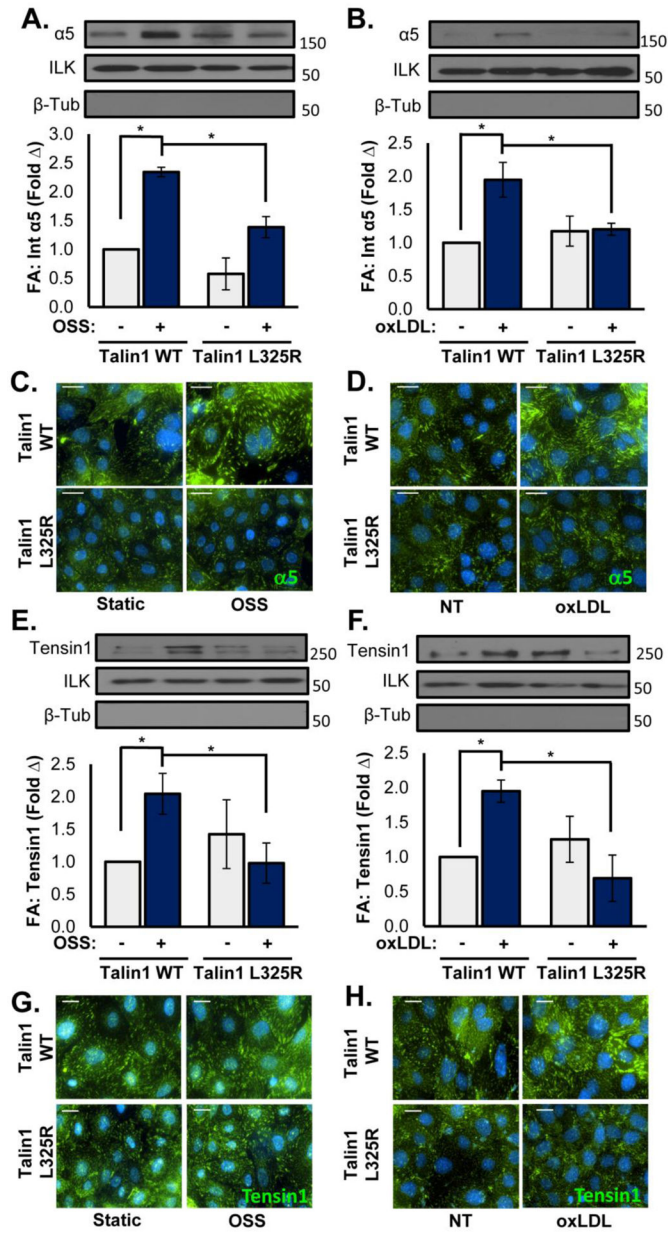 A.
α5
150
ILK
50
β-Tub
50
FA: Int α5 (Fold Δ)
3.0
2.5
2.0
1.5
1.0
0.5
0.0
*
*
OSS: - + - +
Talin1 WT Talin1 L325R
B.
α5
150
ILK
50
β-Tub
50
FA: Int α5 (Fold Δ)
2.5
2.0
1.5
1.0
0.5
0.0
*
*
oxLDL: - + - +
Talin1 WT Talin1 L325R
C.
Talin1
WT
Talin1
L325R
α5
Static OSS
D.
Talin1
WT
Talin1
L325R
α5
NT oxLDL
E.
Tensin1
250
ILK
50
β-Tub
50
FA: Tensin1 (Fold Δ)
2.5
2.0
1.5
1.0
0.5
0.0
*
*
OSS: - + - +
Talin1 WT Talin1 L325R
F.
Tensin1
250
ILK
50
β-Tub
50
FA: Tensin1 (Fold Δ)
2.5
2.0
1.5
1.0
0.5
0.0
*
*
oxLDL: - + - +
Talin1 WT Talin1 L325R
G.
Talin1
WT
Talin1
L325R
Tensin1
Static OSS
H.
Talin1
WT
Talin1
L325R
Tensin1
NT oxLDL